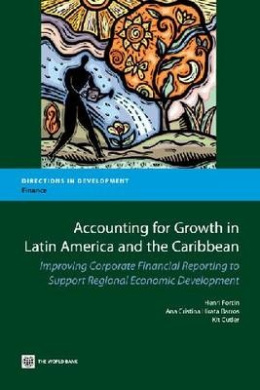 DIRECTIONS IN DEVELOPMENT
Finance
Accounting for Growth in
Latin America and the Caribbean
Improving Corporate Financial Reporting to
Support Regional Economic Development
Henri Fortin
Ana Cristina Hirata Barros
Kit Cutler
THE WORLD BANK